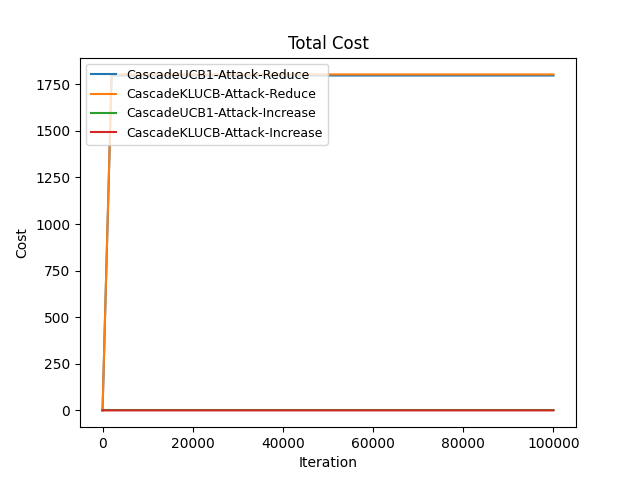 Total Cost
CascadeUCB1-Attack-Reduce
CascadeKLUCB-Attack-Reduce
CascadeUCB1-Attack-Increase
CascadeKLUCB-Attack-Increase
1750
1500
1250
1000
750
500
250
0
Cost
0 20000 40000 60000 80000 100000
Iteration